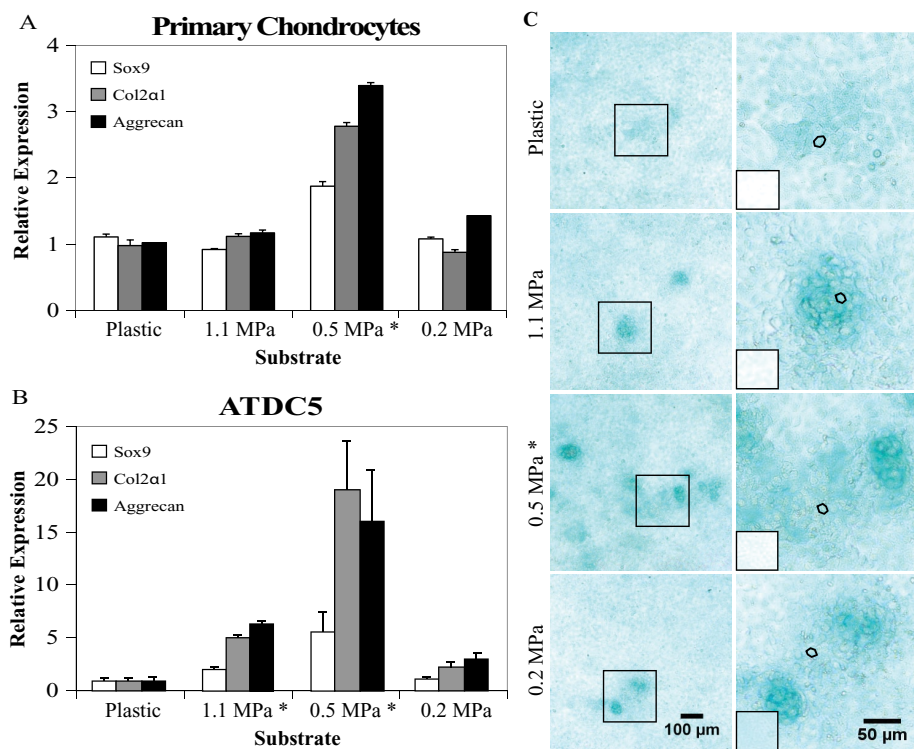 A
Primary Chondrocytes
Relative Expression
4
3
2
1
0
Sox9
Col2α1
Aggrecan
Plastic
1.1 MPa
0.5 MPa *
0.2 MPa
Substrate
B
ATDC5
Relative Expression
25
20
15
10
5
0
Sox9
Col2α1
Aggrecan
Plastic
1.1 MPa *
0.5 MPa *
0.2 MPa
Substrate
C
Plastic
1.1 MPa
0.5 MPa *
0.2 MPa
100 µm
50 µm